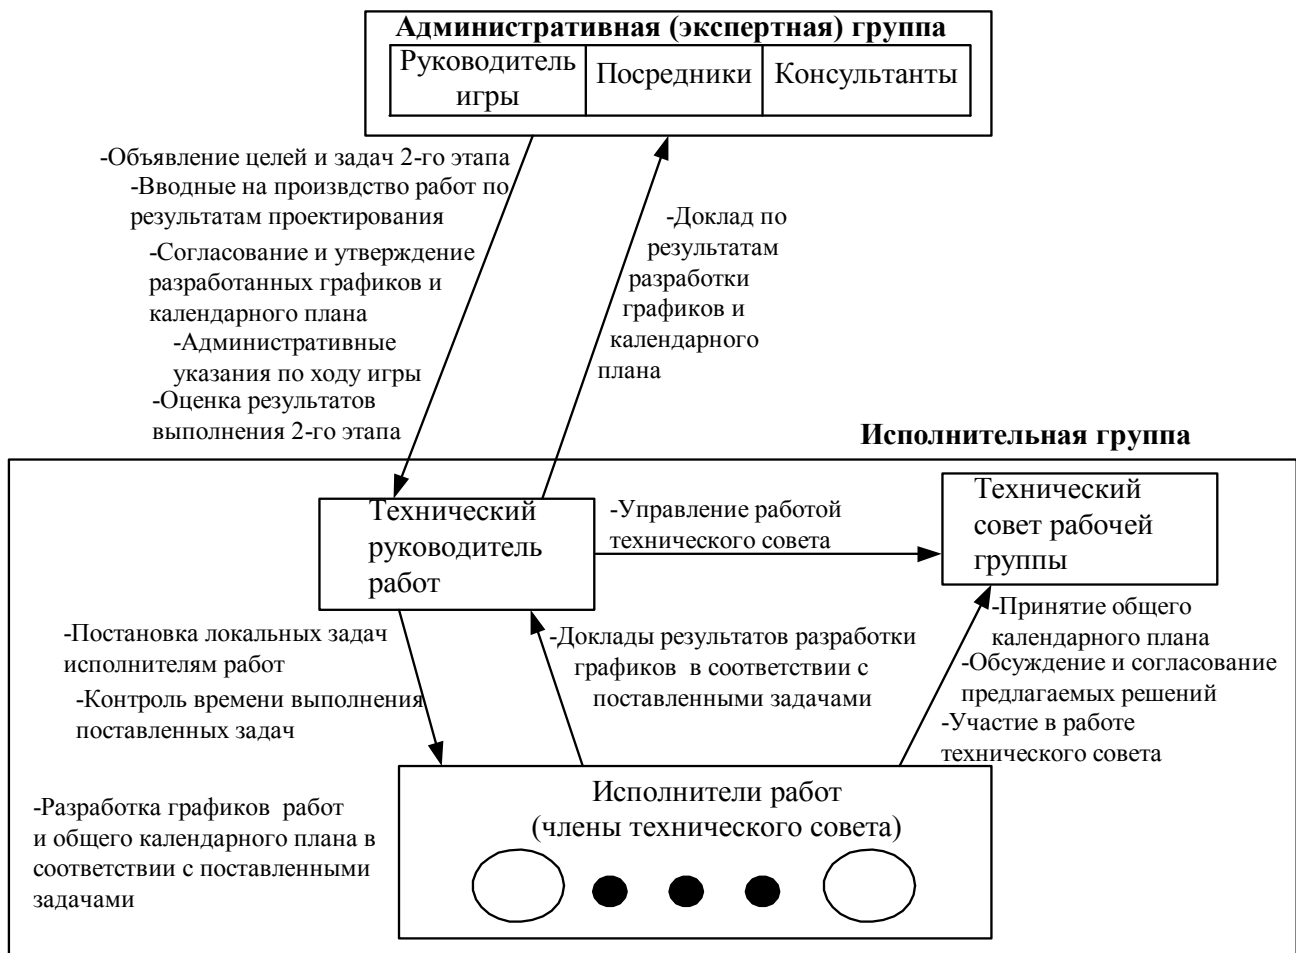 Административная (экспертная) группа
Руководитель
игры
Посредники
Консультанты
-Объявление целей и задач 2-го этапа
-Вводные на произвдство работ по
результатам проектирования
-Согласование и утверждение
разработанных графиков и
календарного плана
-Административные
указания по ходу игры
-Оценка результатов
выполнения 2-го этапа
-Доклад по
результатам
разработки
графиков и
календарного
плана
Исполнительная группа
Технический
руководитель
работ
-Управление работой
технического совета
Технический
совет рабочей
группы
-Постановка локальных задач
исполнителям работ
-Контроль времени выполнения
поставленных задач
-Доклады результатов разработки
графиков в соответствии с
поставленными задачами
-Принятие общего
календарного плана
-Обсуждение и согласование
предлагаемых решений
-Участие в работе
технического совета
-Разработка графиков работ
и общего календарного плана в
соответствии с поставленными
задачами
Исполнители работ
(члены технического совета)